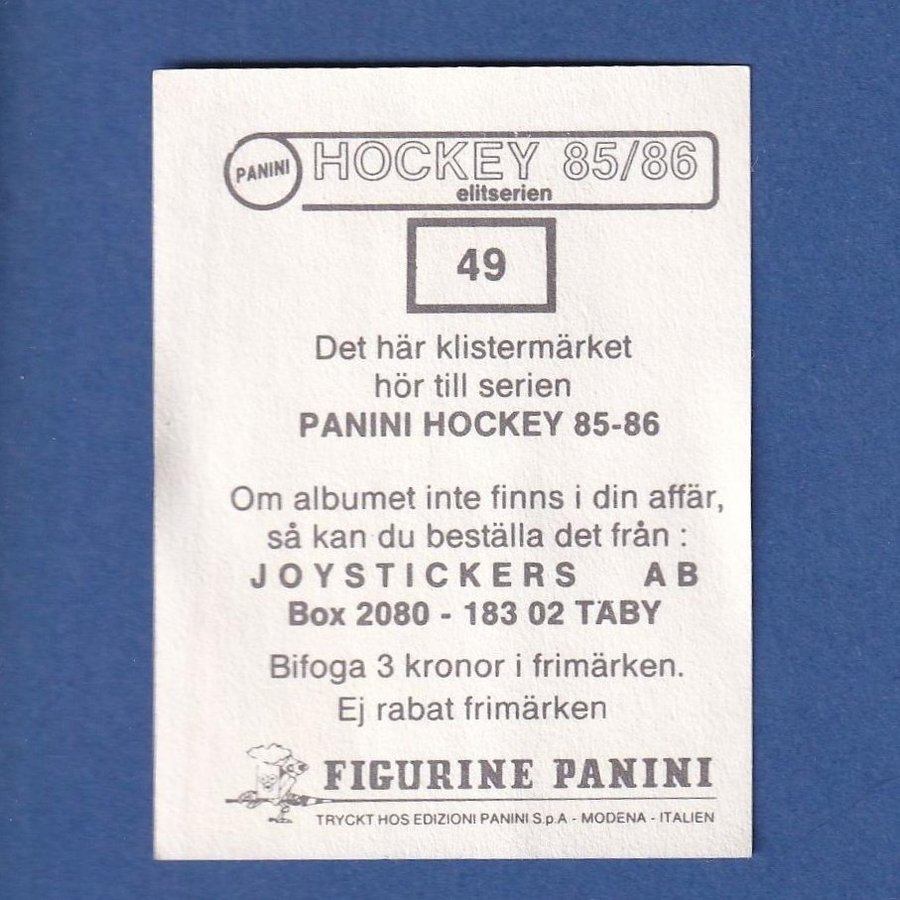 PANINI HOCKEY 85/86
elitserien
49
Det här klistermärket
hör till serien
PANINI HOCKEY 85-86
Om albumet inte finns i din affär,
så kan du beställa det från :
JOYSTICKERS AB
Box 2080 - 183 02 TÄBY
Bifoga 3 kronor i frimärken.
Ej rabat frimärken
FIGURINE PANINI
TRYCKT HOS EDIZIONI PANINI S.p.A - MODENA - ITALIEN